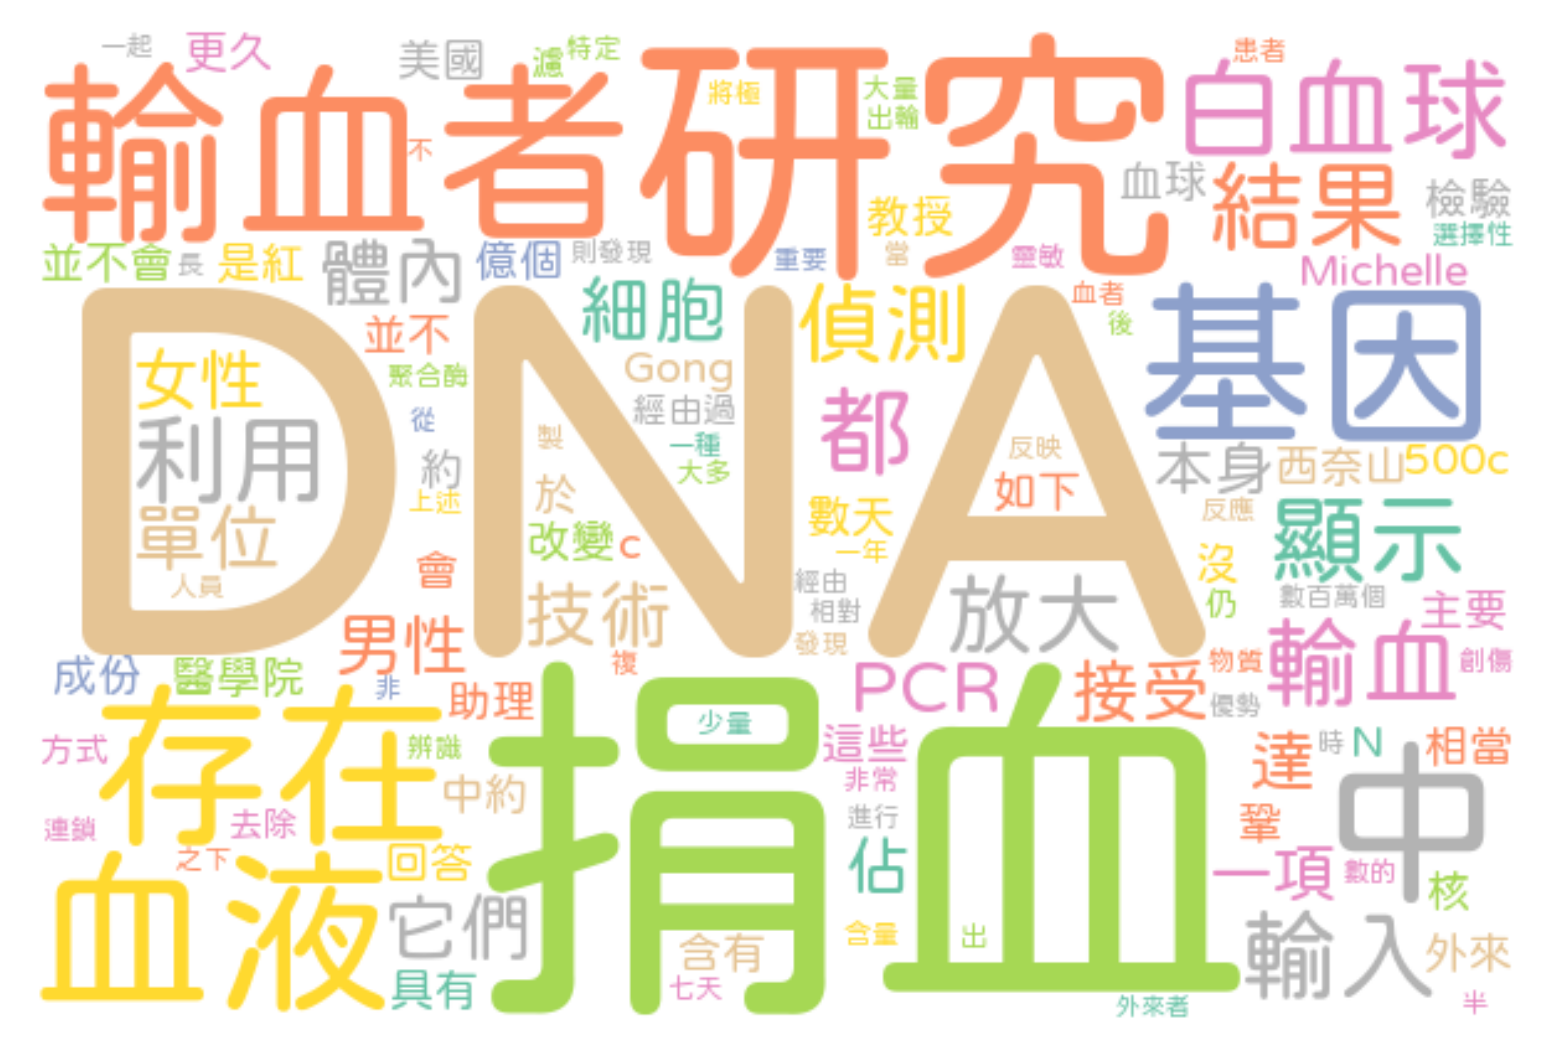 一起
更久
美國
濾
特定
將極
大量
出輸
患者
輸血者研究
白血球
不
血球
結果
檢驗
教授
選擇性
並不會
長
是紅
體內
億個
則發現
重要
當
靈敏
Michelle
DNA
細胞
偵測
血者
基因
後
並不
女性
聚合酶
Gong
都
利用
從
經由過
製
一種
反映
約
大多
本身
西奈山
500c
上述
於
如下
單位
數天
反應
顯示
改變
c
一年
會
沒
人員
技術
經由
放大
仍
數百萬個
相對
主要
男性
發現
輸血
複
成份
醫學院
非
PCR
接受
物質
創傷
助理
優勢
存在
捐血
少量
方式
辨識
這些
達
時
N
相當
中約
非常
中
連鎖
去除
進行
鞏
之下
回答
佔
一項
數的
核
血液
它們
含有
含量
出
輸入
外來
具有
七天
外來者
半